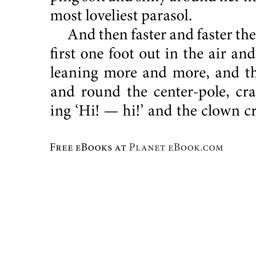 most loveliest parasol.
And then faster and faster the
first one foot out in the air and
leaning more and more, and th
and round the center-pole, cra
ing ‘Hi! — hi!’ and the clown cr
Free eBooks at Planet eBook.com